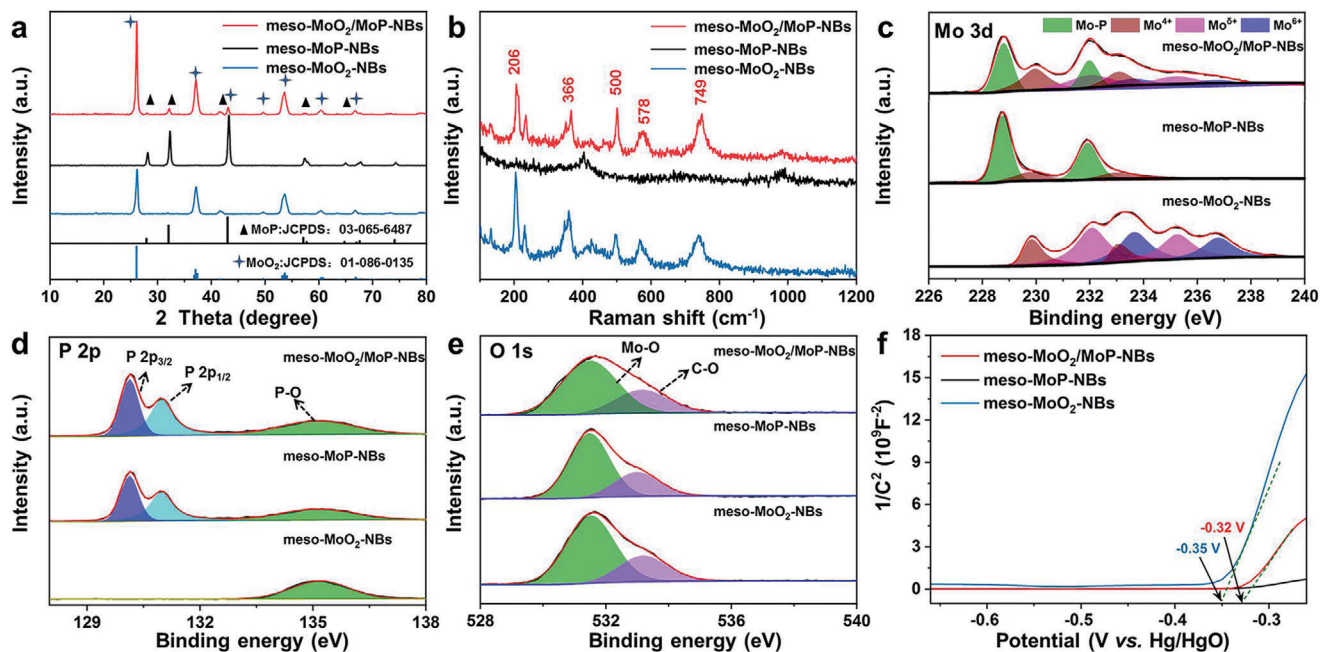 a
meso-MoO₂/MoP-NBs
meso-MoP-NBs
meso-MoO₂-NBs
▲MoP:JCPDS: 03-065-6487
MoO₂:JCPDS: 01-086-0135
Intensity (a.u.)
10 20 30 40 50 60 70 80
2 Theta (degree)
b
meso-MoO₂/MoP-NBs
meso-MoP-NBs
meso-MoO₂-NBs
206
366
500
578
749
Intensity (a.u.)
200 400 600 800 1000 1200
Raman shift (cm⁻¹)
c
Mo 3d
Mo-P Mo⁴⁺ Mo^δ+ Mo⁶⁺
meso-MoO₂/MoP-NBs
meso-MoP-NBs
meso-MoO₂-NBs
Intensity (a.u.)
226 228 230 232 234 236 238 240
Binding energy (eV)
d
P 2p
P 2p₃/₂
P 2p₁/₂
P-O
meso-MoO₂/MoP-NBs
meso-MoP-NBs
meso-MoO₂-NBs
Intensity (a.u.)
129 132 135 138
Binding energy (eV)
e
O 1s
Mo-O
C-O
meso-MoO₂/MoP-NBs
meso-MoP-NBs
meso-MoO₂-NBs
Intensity (a.u.)
528 532 536 540
Binding energy (eV)
f
meso-MoO₂/MoP-NBs
meso-MoP-NBs
meso-MoO₂-NBs
-0.32 V
-0.35 V
1/C² (10⁹F⁻²)
18
15
12
9
6
3
0
-0.6 -0.5 -0.4 -0.3
Potential (V vs. Hg/HgO)